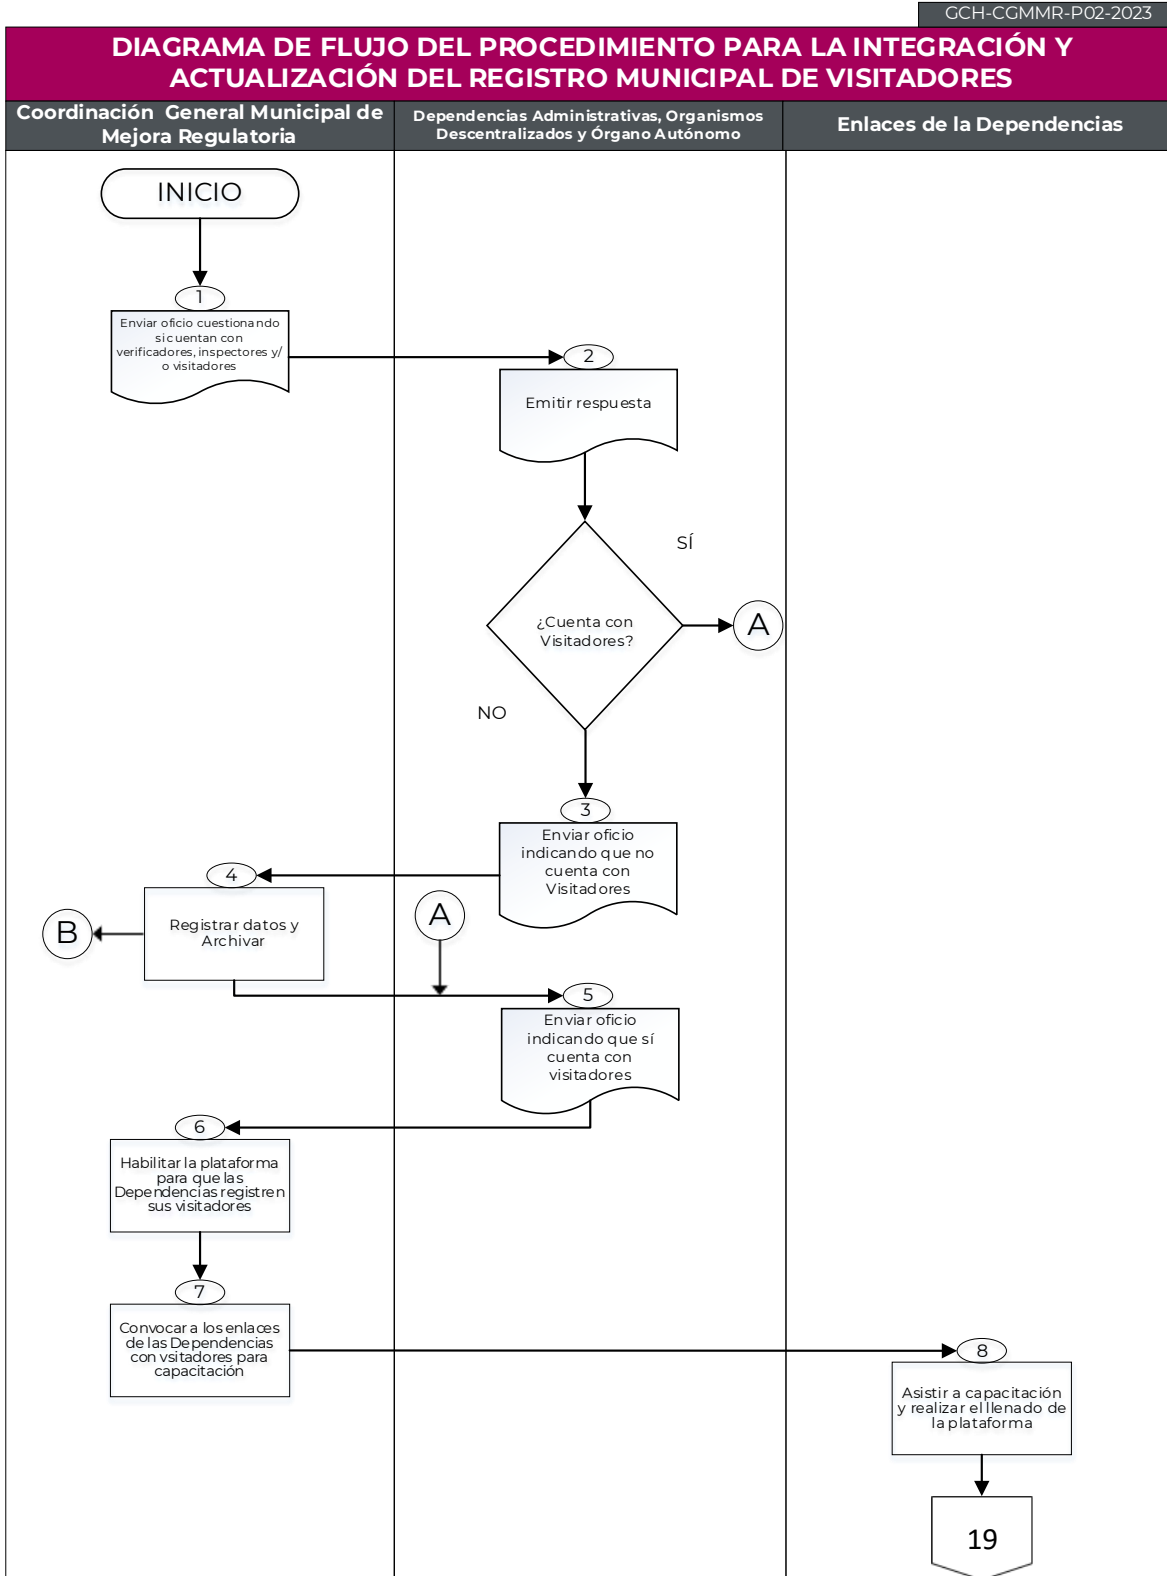 GCH-CGMMR-P02-2023
DIAGRAMA DE FLUJO DEL PROCEDIMIENTO PARA LA INTEGRACIÓN Y
ACTUALIZACIÓN DEL REGISTRO MUNICIPAL DE VISITADORES
Coordinación General Municipal de
Mejora Regulatoria
Dependencias Administrativas, Organismos
Descentralizados y Órgano Autónomo
Enlaces de la Dependencias
INICIO
1
Enviar oficio cuestionando
si cuentan con
verificadores, inspectores y/
o visitadores
2
Emitir respuesta
SÍ
¿Cuenta con
Visitadores?
A
NO
3
Enviar oficio
indicando que no
cuenta con
Visitadores
4
Registrar datos y
Archivar
B
A
5
Enviar oficio
indicando que sí
cuenta con
visitadores
6
Habilitar la plataforma
para que las
Dependencias registren
sus visitadores
7
Convocar a los enlaces
de las Dependencias
con vsitadores para
capacitación
8
Asistir a capacitación
y realizar el llenado de
la plataforma
19